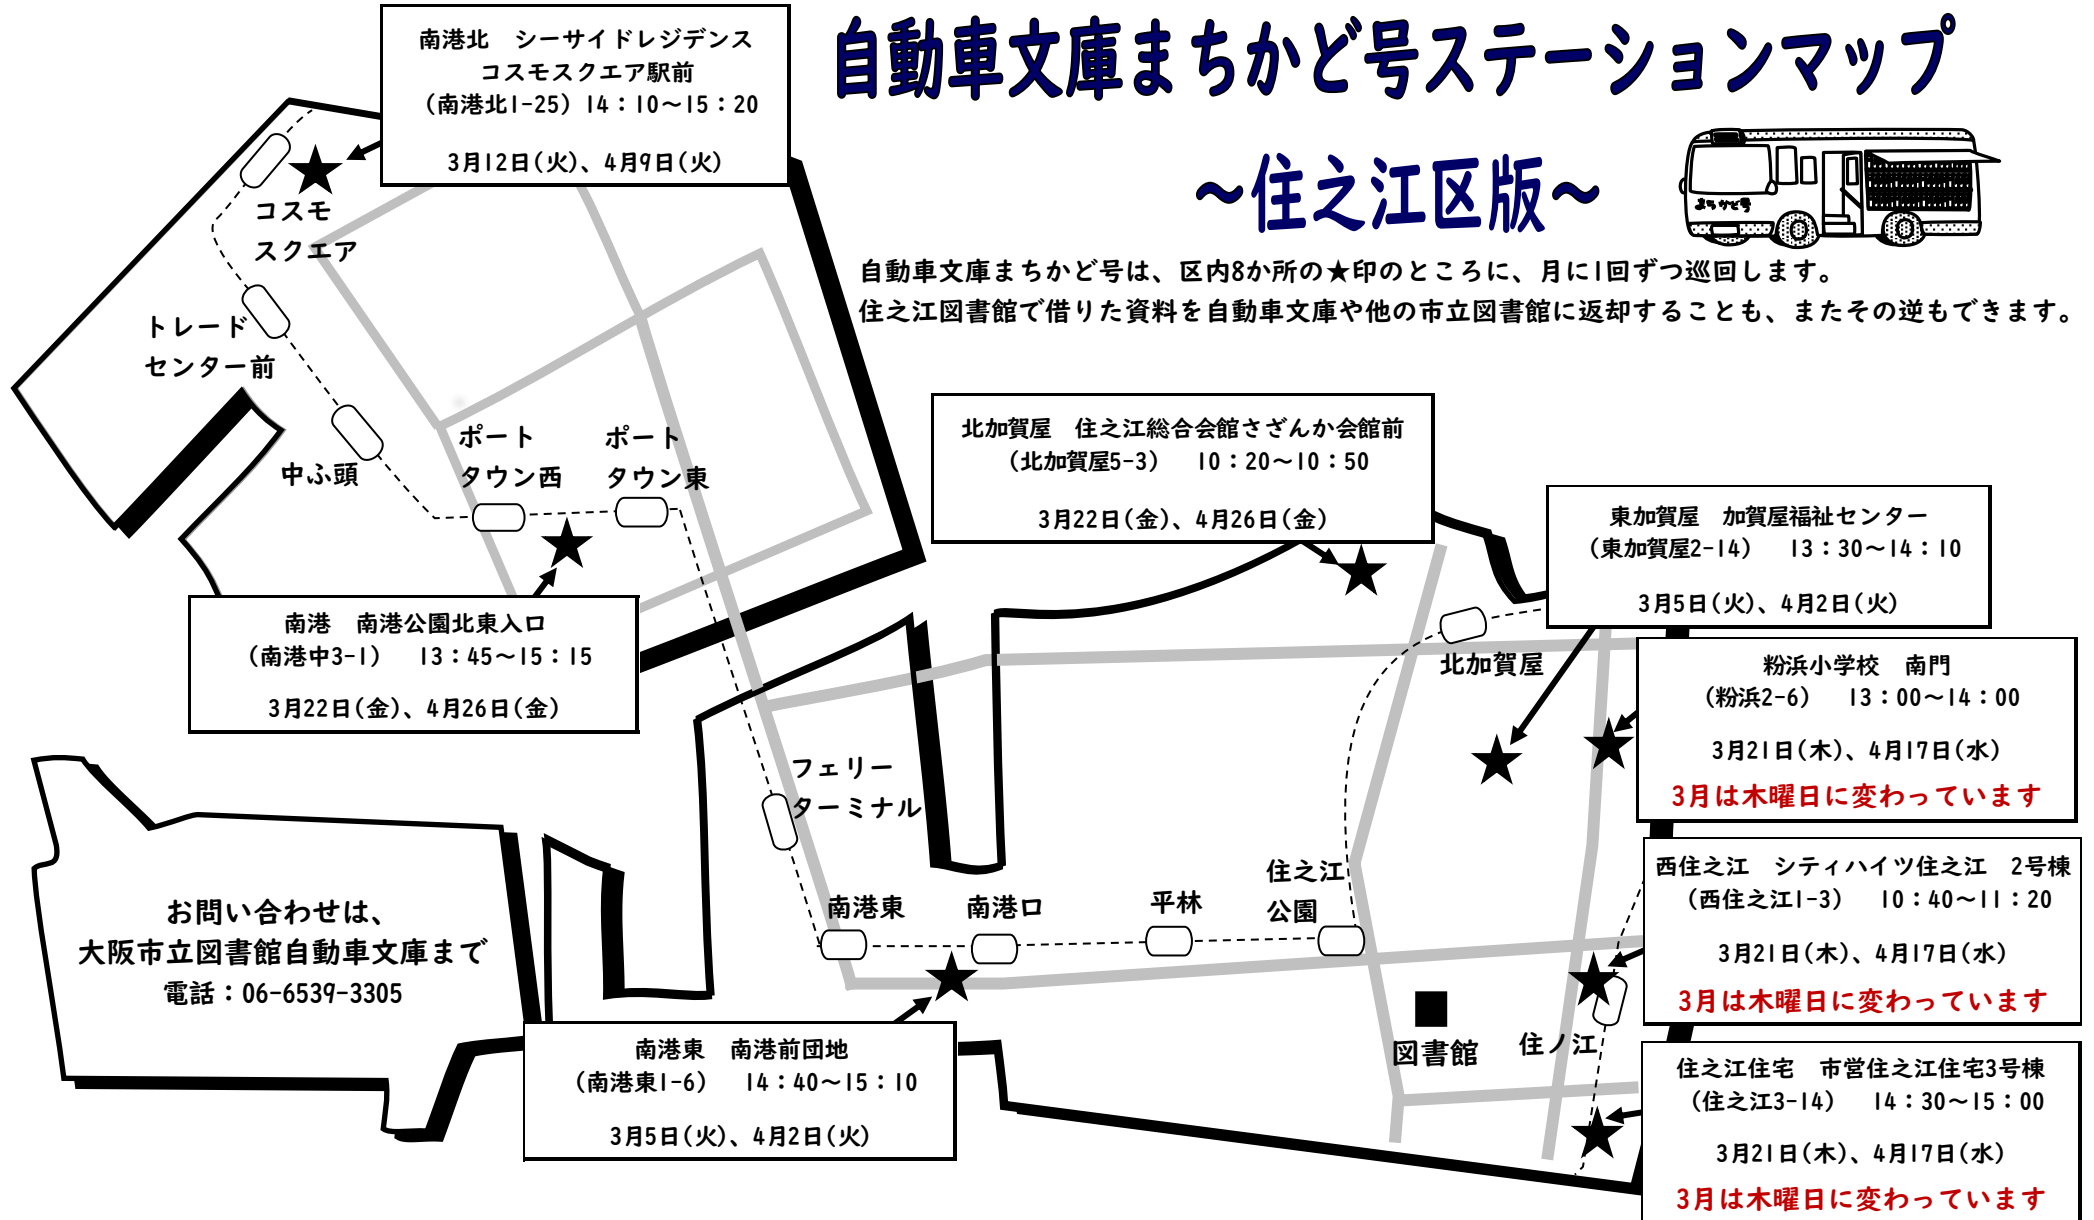 自動車文庫まちかど号ステーションマップ
～住之江区版～
まちかど号
自動車文庫まちかど号は、区内8か所の★印のところに、月に1回ずつ巡回します。
住之江図書館で借りた資料を自動車文庫や他の市立図書館に返却することも、またその逆もできます。
南港北　シーサイドレジデンス
コスモスクエア駅前
（南港北1-25）14：10～15：20
3月12日(火)、4月9日(火)
コスモ
スクエア
トレード
センター前
中ふ頭
ポート
タウン西
ポート
タウン東
南港　南港公園北東入口
（南港中3-1）　13：45～15：15
3月22日(金)、4月26日(金)
北加賀屋　住之江総合会館さざんか会館前
（北加賀屋5-3）　10：20～10：50
3月22日(金)、4月26日(金)
東加賀屋　加賀屋福祉センター
（東加賀屋2-14）　13：30～14：10
3月5日(火)、4月2日(火)
北加賀屋
粉浜小学校　南門
（粉浜2-6）　13：00～14：00
3月21日(木)、4月17日(水)
3月は木曜日に変わっています
フェリー
ターミナル
南港東
南港口
平林
住之江
公園
西住之江　シティハイツ住之江　2号棟
（西住之江1-3）　10：40～11：20
3月21日(木)、4月17日(水)
3月は木曜日に変わっています
お問い合わせは、
大阪市立図書館自動車文庫まで
電話：06-6539-3305
図書館
住ノ江
南港東　南港前団地
（南港東1-6）　14：40～15：10
3月5日(火)、4月2日(火)
住之江住宅　市営住之江住宅3号棟
（住之江3-14）　14：30～15：00
3月21日(木)、4月17日(水)
3月は木曜日に変わっています